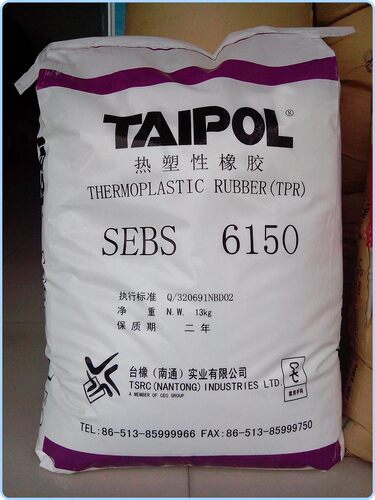 TAIPOL®
热塑性橡胶
THERMOPLASTIC RUBBER(TPR)
SEBS 6150
执行标准 Q/320691NBD02
净 重 N.W. 13kg
保质期 二年
台橡（南通）实业有限公司
TSRC(NANTONG)INDUSTRIES LTD.
A MEMBER OF CEC GROUP
TEL:86-513-85999966 FAX:86-513-85999750